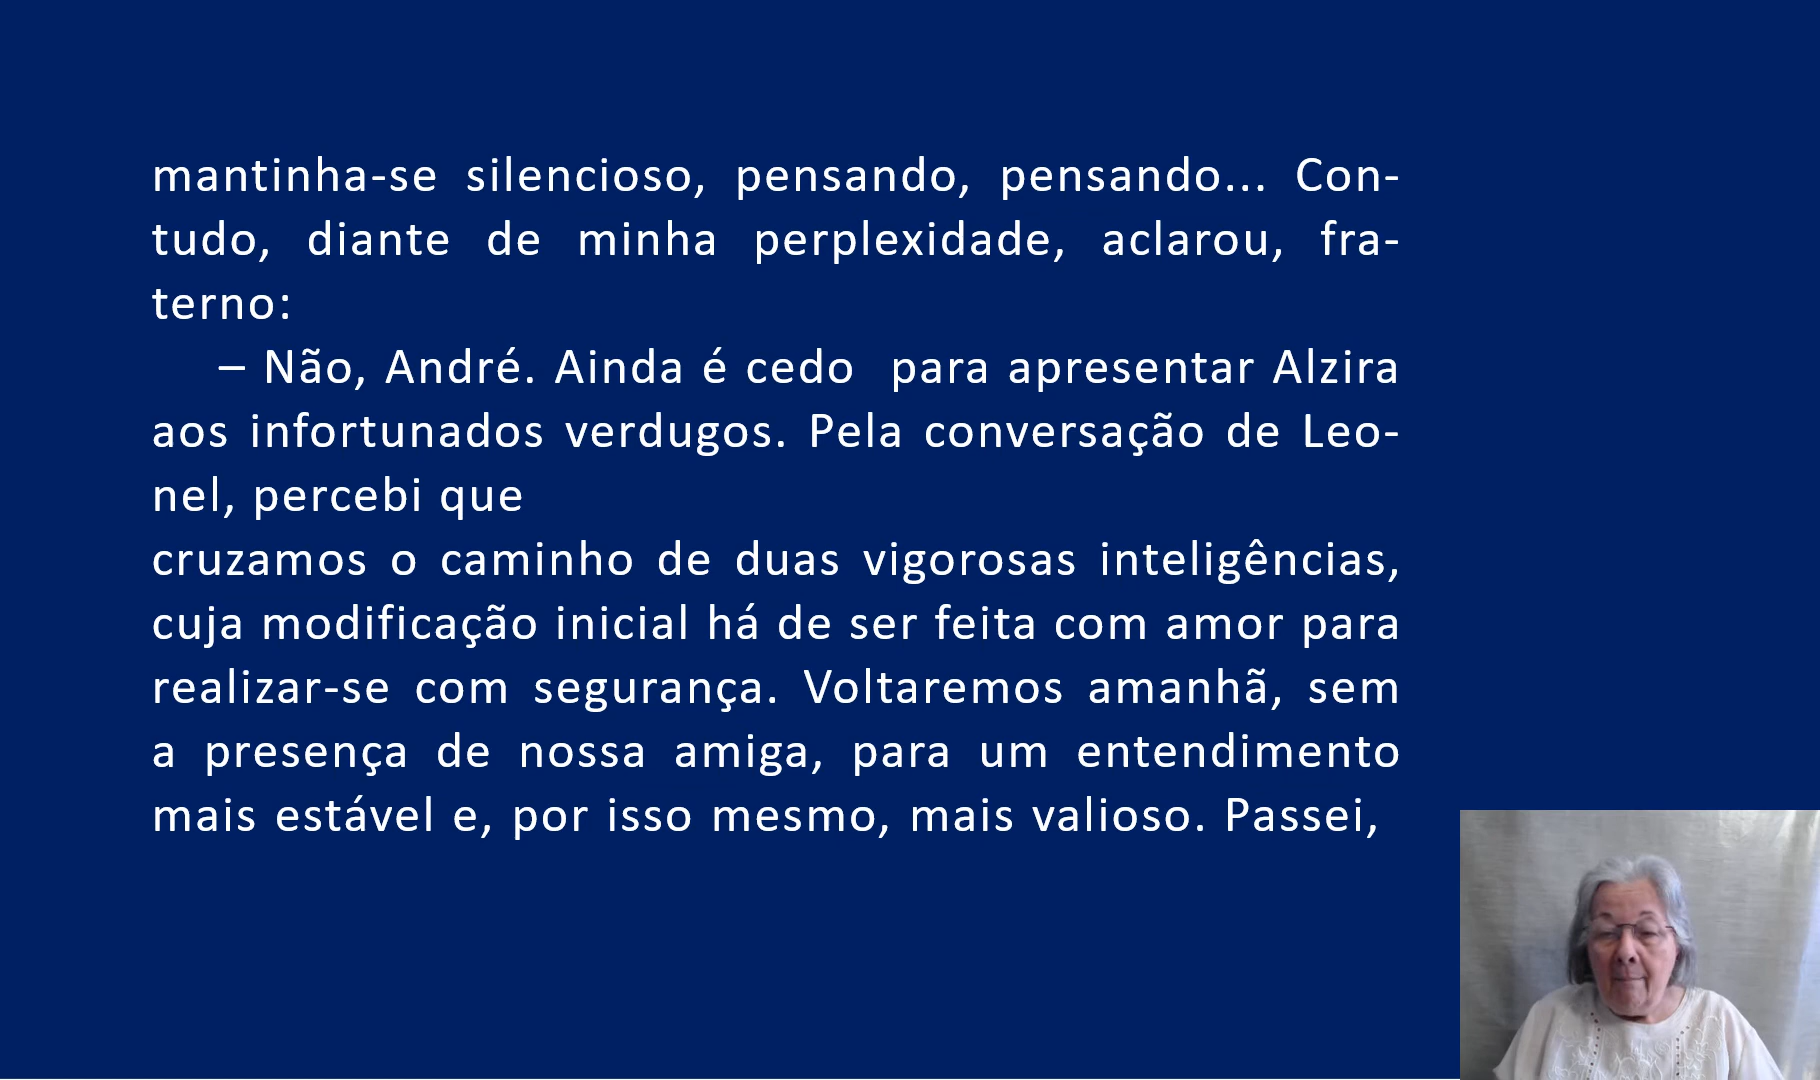 mantinha-se silencioso, pensando, pensando... Con-
tudo, diante de minha perplexidade, aclarou, fra-
terno:
– Não, André. Ainda é cedo para apresentar Alzira
aos infortunados verdugos. Pela conversação de Leo-
nel, percebi que
cruzamos o caminho de duas vigorosas inteligências,
cuja modificação inicial há de ser feita com amor para
realizar-se com segurança. Voltaremos amanhã, sem
a presença de nossa amiga, para um entendimento
mais estável e, por isso mesmo, mais valioso. Passei,